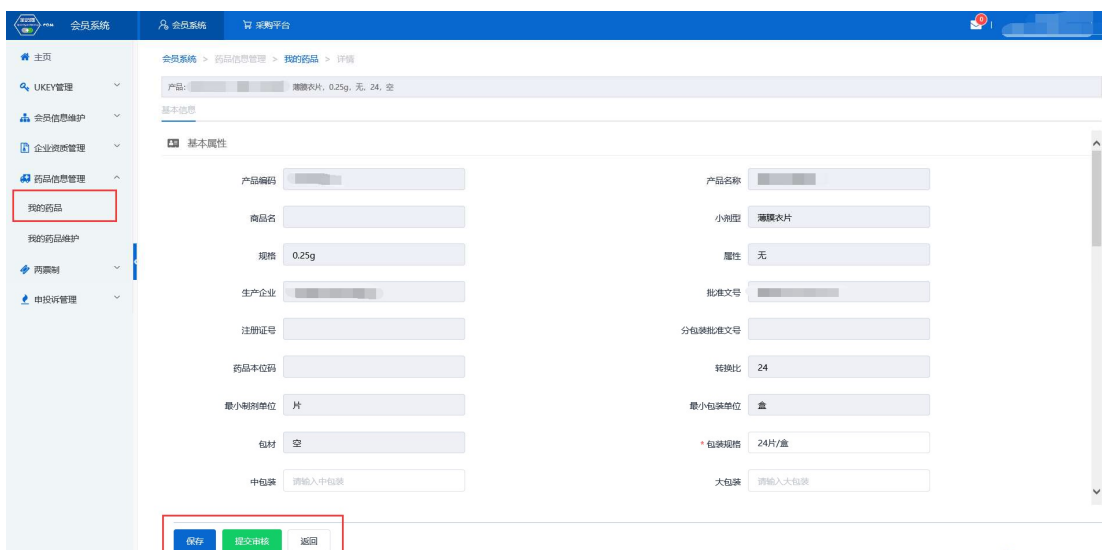 会员系统
会员系统
采购平台
主页
UKEY管理
会员信息维护
企业资质管理
药品信息管理
我的药品
我的药品维护
两票制
申投诉管理
会员系统 > 药品信息管理 > 我的药品 > 详情
产品: 薄膜衣片, 0.25g, 无, 24, 空
基本信息
基本属性
产品编码
产品名称
商品名
小剂型 薄膜衣片
规格 0.25g
属性 无
生产企业
批准文号
注册证号
分包装批准文号
药品本位码
转换比 24
最小制剂单位 片
最小包装单位 盒
包材 空
* 包装规格 24片/盒
中包装 请输入中包装
大包装 请输入大包装
保存 提交审核 返回